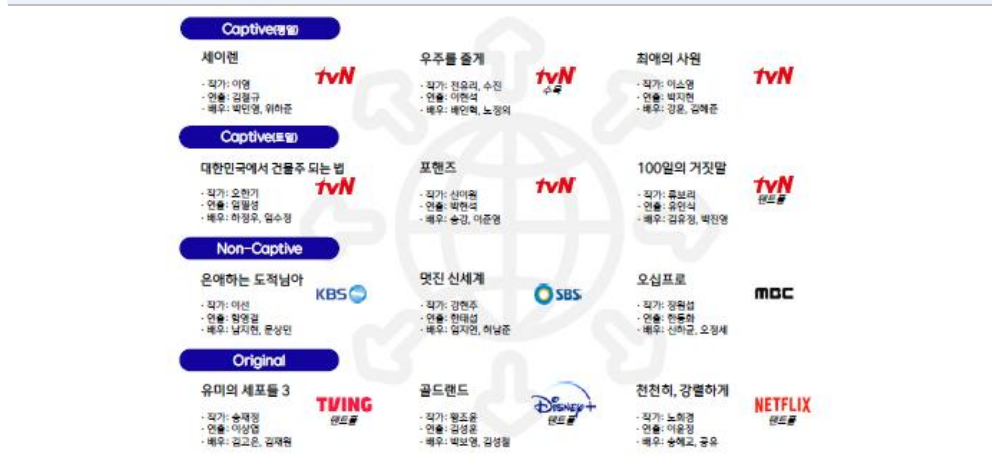 Captive(평일)
세이렌
tvN
· 작가: 이영
· 연출: 김철규
· 배우: 박민영, 위하준
우주를 줄게
tvN
수목
· 작가: 전유리, 수진
· 연출: 이현석
· 배우: 배인혁, 노정의
최애의 사원
tvN
· 작가: 이소영
· 연출: 박지현
· 배우: 강훈, 김혜준
Captive(토일)
대한민국에서 건물주 되는 법
tvN
· 작가: 오한기
· 연출: 임필성
· 배우: 하정우, 임수정
포핸즈
tvN
· 작가: 신이원
· 연출: 박현석
· 배우: 송강, 이준영
100일의 거짓말
tvN
텐트폴
· 작가: 류보리
· 연출: 유인식
· 배우: 김유정, 박진영
Non-Captive
은애하는 도적님아
KBS
· 작가: 이선
· 연출: 함영걸
· 배우: 남지현, 문상민
멋진 신세계
SBS
· 작가: 강현주
· 연출: 한태섭
· 배우: 임지연, 허남준
오십프로
MBC
· 작가: 장원섭
· 연출: 한동화
· 배우: 신하균, 오정세
Original
유미의 세포들 3
TVING
텐트폴
· 작가: 송재정
· 연출: 이상엽
· 배우: 김고은, 김재원
골드랜드
Disney+
텐트폴
· 작가: 황조윤
· 연출: 김성훈
· 배우: 박보영, 김성철
천천히, 강렬하게
NETFLIX
텐트폴
· 작가: 노희경
· 연출: 이윤정
· 배우: 송혜교, 공유